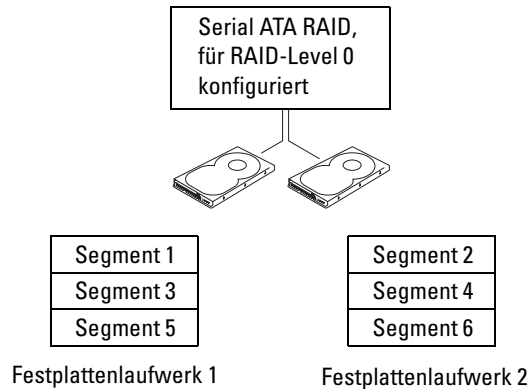 Serial ATA RAID,
für RAID-Level 0
konfiguriert
Segment 1
Segment 3
Segment 5
Festplattenlaufwerk 1
Segment 2
Segment 4
Segment 6
Festplattenlaufwerk 2